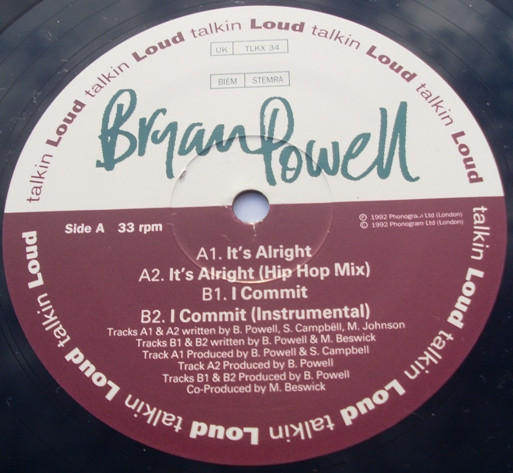 talkin Loud talkin Loud talkin Loud talkin Loud talkin Loud talkin Loud talkin Loud talkin Loud
UK TLKX 34
BIEM STEMRA
Bryan Powell
Side A 33 rpm
℗ 1992 Phonogram Ltd (London)
© 1992 Phonogram Ltd (London)
A1. It's Alright
A2. It's Alright (Hip Hop Mix)
B1. I Commit
B2. I Commit (Instrumental)
Tracks A1 & A2 written by B. Powell, S. Campbell, M. Johnson
Tracks B1 & B2 written by B. Powell & M. Beswick
Track A1 Produced by B. Powell & S. Campbell
Track A2 Produced by B. Powell
Tracks B1 & B2 Produced by B. Powell
Co-Produced by M. Beswick